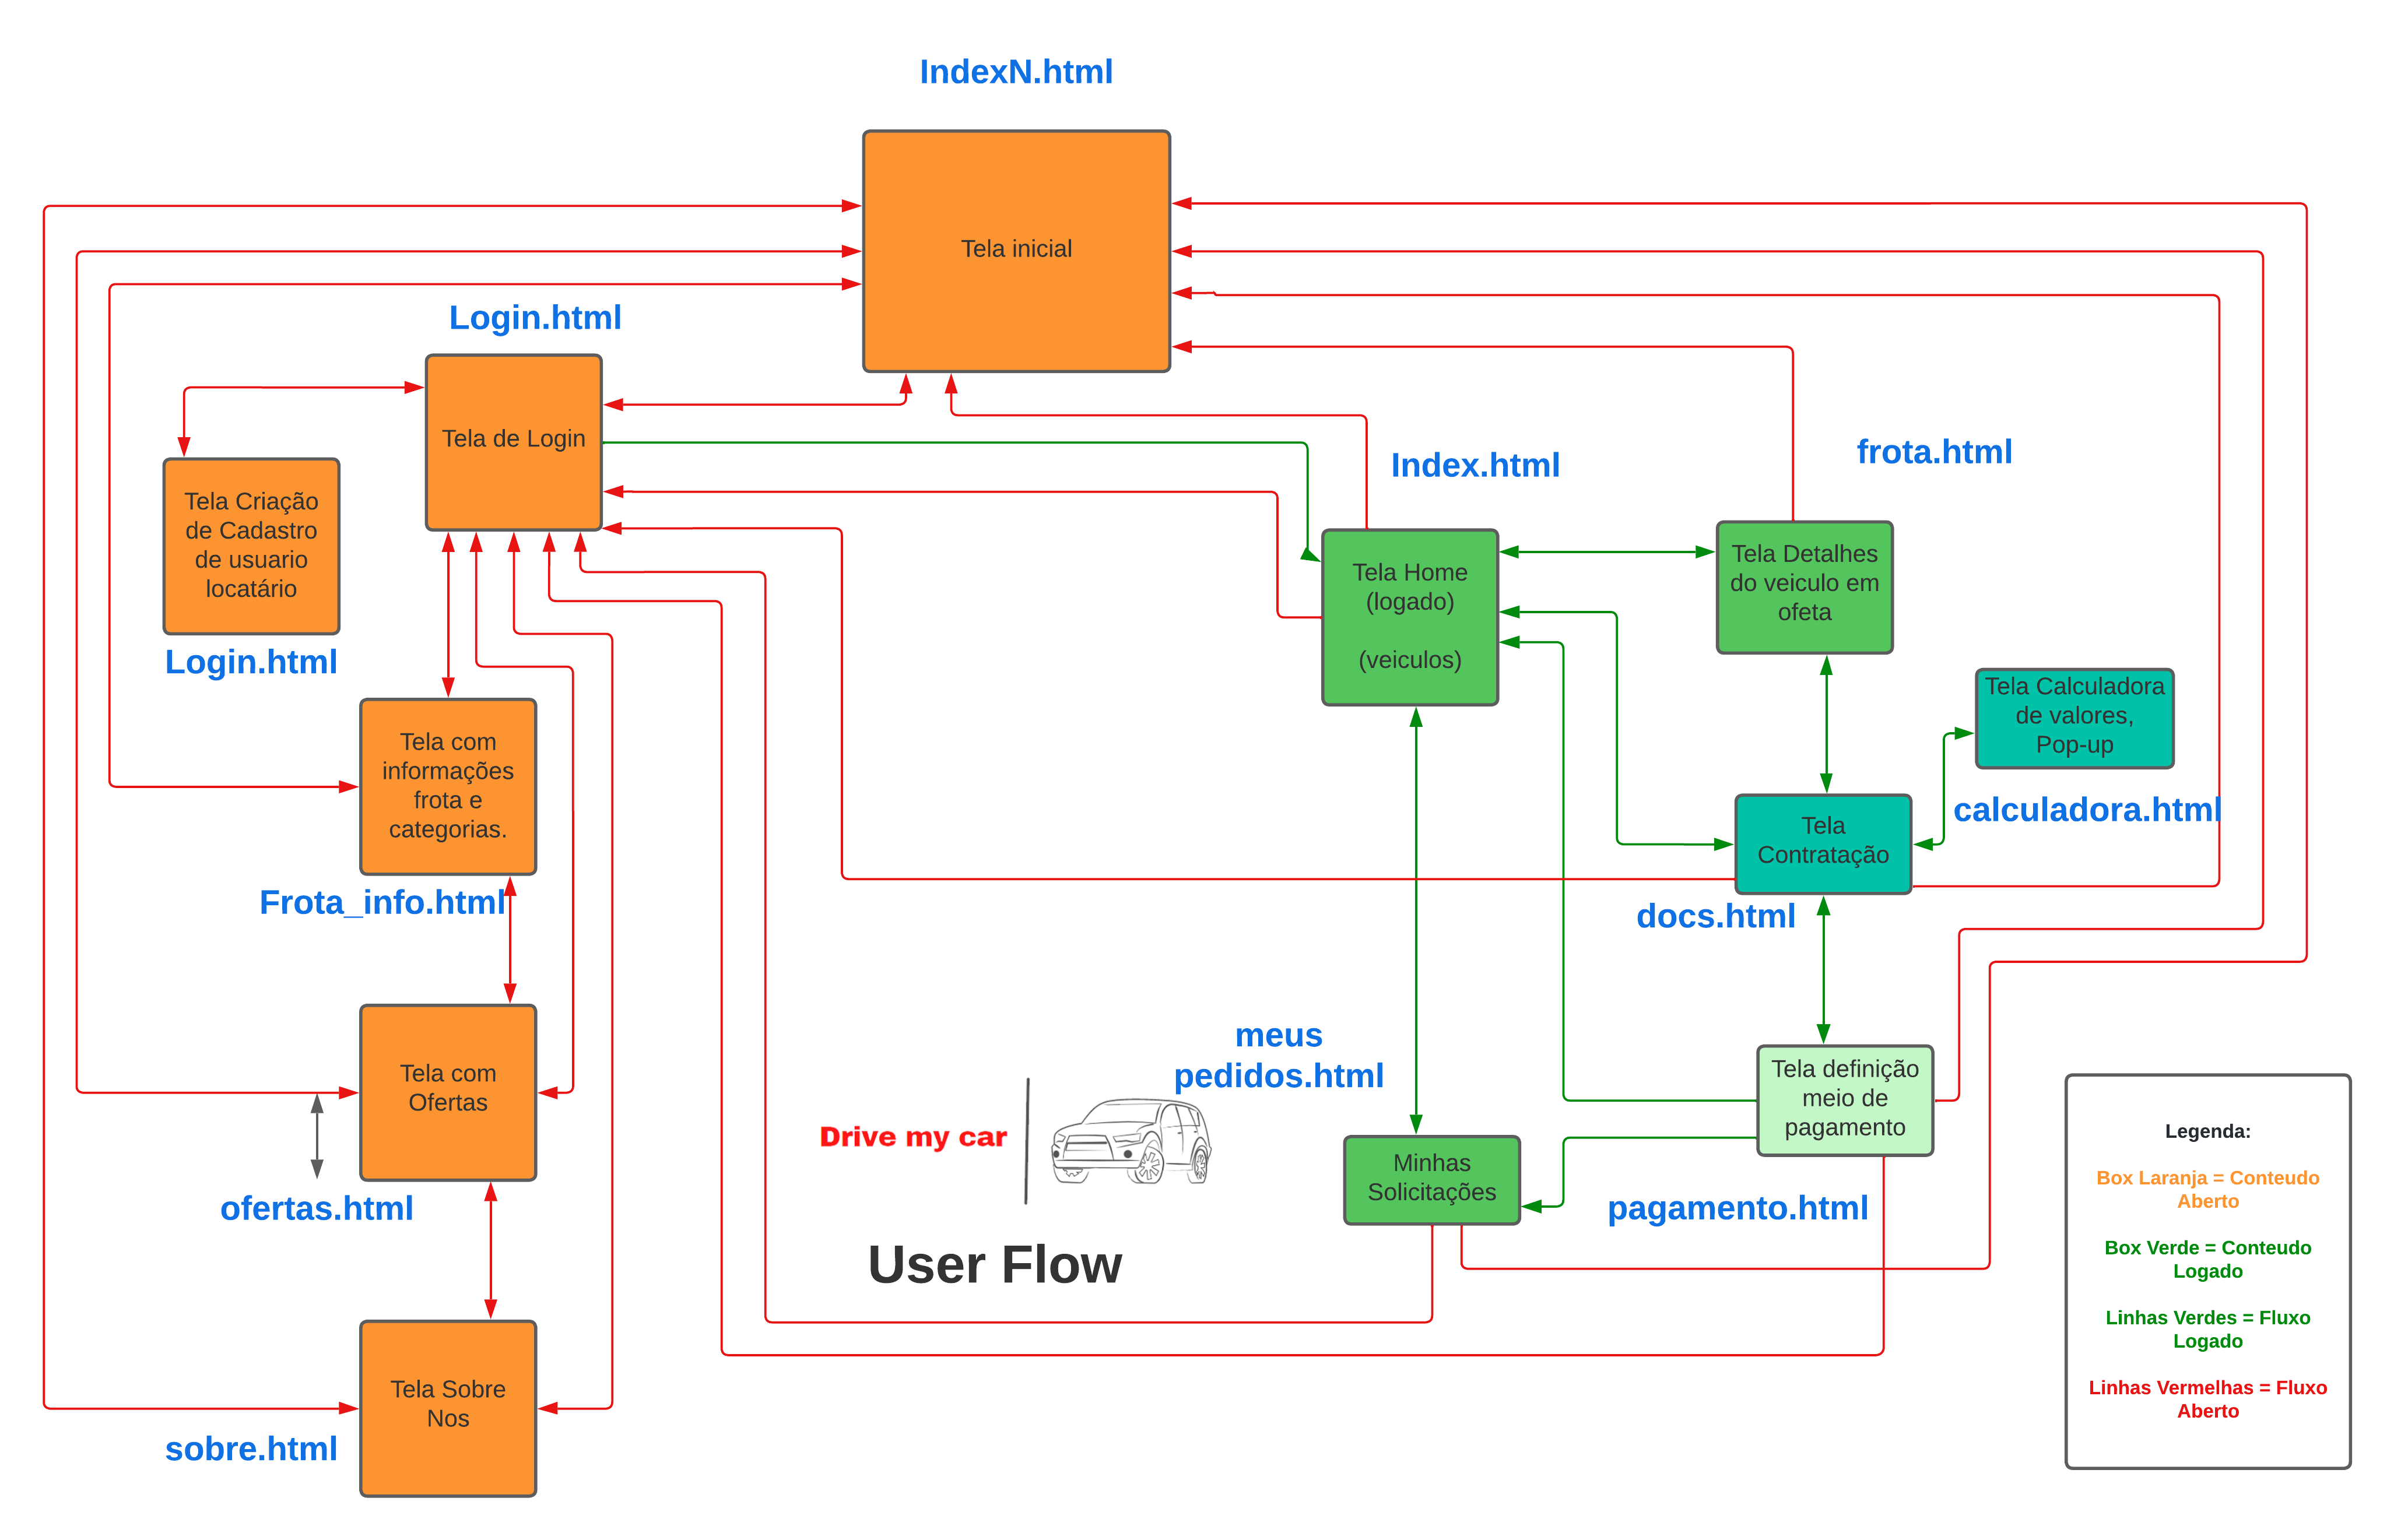 IndexN.html
Tela inicial
Login.html
Tela de Login
Tela Criação
de Cadastro
de usuario
locatário
Login.html
Index.html
Tela Home
(logado)
(veiculos)
frota.html
Tela Detalhes
do veiculo em
ofeta
Tela Calculadora
de valores,
Pop-up
calculadora.html
Tela
Contratação
docs.html
Tela com
informações
frota e
categorias.
Frota_info.html
Tela com
Ofertas
ofertas.html
Tela Sobre
Nos
sobre.html
Drive my car
User Flow
meus
pedidos.html
Minhas
Solicitações
Tela definição
meio de
pagamento
pagamento.html
Legenda:
Box Laranja = Conteudo
Aberto
Box Verde = Conteudo
Logado
Linhas Verdes = Fluxo
Logado
Linhas Vermelhas = Fluxo
Aberto